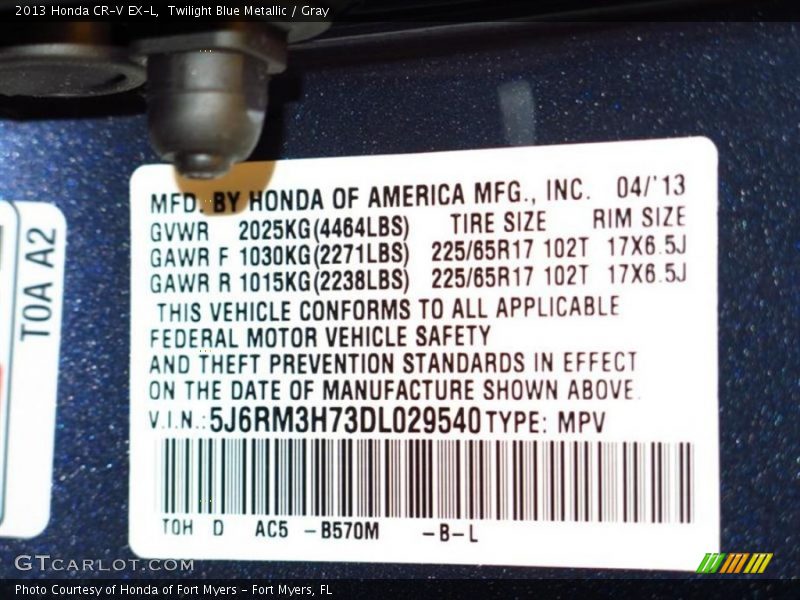 2013 Honda CR-V EX-L, Twilight Blue Metallic / Gray
MFD. BY HONDA OF AMERICA MFG., INC. 04/'13
GVWR 2025KG(4464LBS) TIRE SIZE RIM SIZE
GAWR F 1030KG(2271LBS) 225/65R17 102T 17X6.5J
GAWR R 1015KG(2238LBS) 225/65R17 102T 17X6.5J
THIS VEHICLE CONFORMS TO ALL APPLICABLE
FEDERAL MOTOR VEHICLE SAFETY
AND THEFT PREVENTION STANDARDS IN EFFECT
ON THE DATE OF MANUFACTURE SHOWN ABOVE.
V.I.N.:5J6RM3H73DL029540 TYPE: MPV
T0H D AC5 -B570M -B-L
T0A A2
GTCARLOT.COM
Photo Courtesy of Honda of Fort Myers - Fort Myers, FL